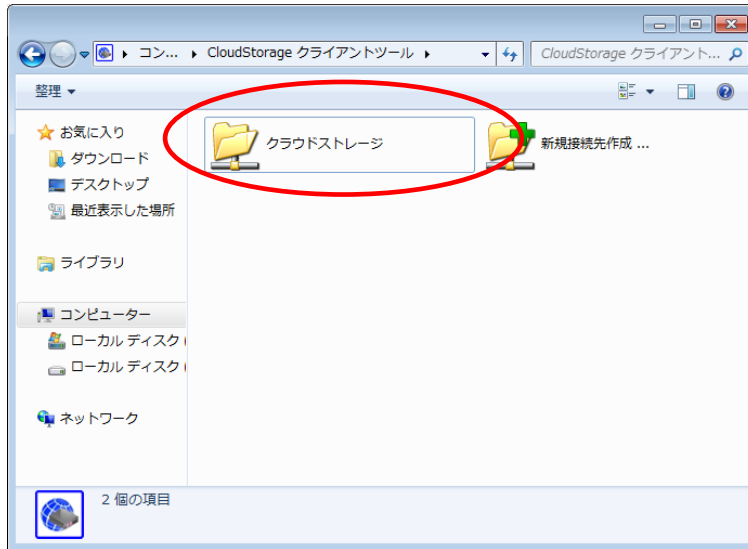 コン... CloudStorage クライアントツール
CloudStorage クライアント...
整理
お気に入り
ダウンロード
デスクトップ
最近表示した場所
ライブラリ
コンピューター
ローカル ディスク (
ローカル ディスク (
ネットワーク
クラウドストレージ
新規接続先作成 ...
2 個の項目